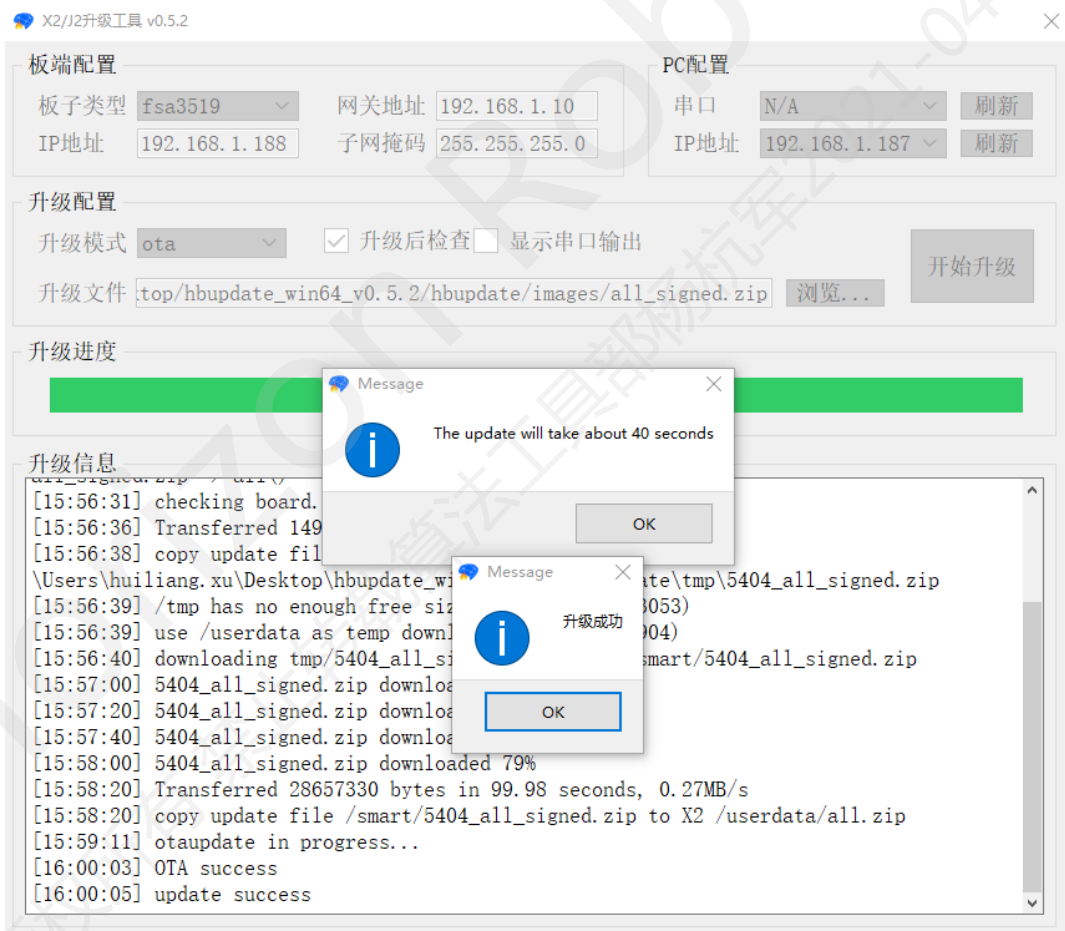 X2/J2升级工具 v0.5.2
板端配置
板子类型 fsa3519 网关地址 192.168.1.10
IP地址 192.168.1.188 子网掩码 255.255.255.0
PC配置
串口 N/A 刷新
IP地址 192.168.1.187 刷新
升级配置
升级模式 ota 升级后检查 显示串口输出
开始升级
升级文件 :top/hbupdate_win64_v0.5.2/hbupdate/images/all_signed.zip 浏览...
升级进度
Message
The update will take about 40 seconds
OK
Message
升级成功
OK
升级信息
all_signed.zip -> all()
[15:56:31] checking board.
[15:56:36] Transferred 149
[15:56:38] copy update fil
\Users\huiliang.xu\Desktop\hbupdate_wi ate\tmp\5404_all_signed.zip
[15:56:39] /tmp has no enough free siz 3053)
[15:56:39] use /userdata as temp downl 904)
[15:56:40] downloading tmp/5404_all_si smart/5404_all_signed.zip
[15:57:00] 5404_all_signed.zip downloa
[15:57:20] 5404_all_signed.zip downloa
[15:57:40] 5404_all_signed.zip downloa
[15:58:00] 5404_all_signed.zip downloaded 79%
[15:58:20] Transferred 28657330 bytes in 99.98 seconds, 0.27MB/s
[15:58:20] copy update file /smart/5404_all_signed.zip to X2 /userdata/all.zip
[15:59:11] otaupdate in progress...
[16:00:03] OTA success
[16:00:05] update success